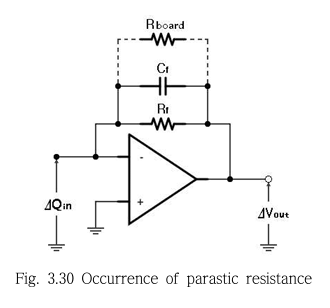 Rboard
Cf
Rf
-
+
ΔQin
ΔVout
Fig. 3.30 Occurrence of parastic resistance